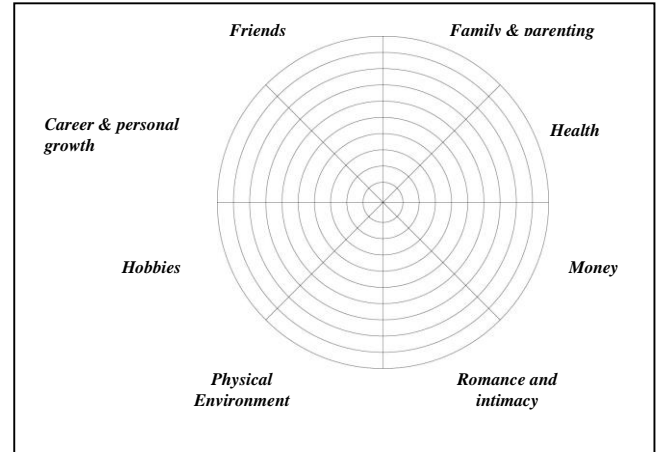 Friends
Family & parenting
Career & personal
growth
Health
Hobbies
Money
Physical
Environment
Romance and
intimacy